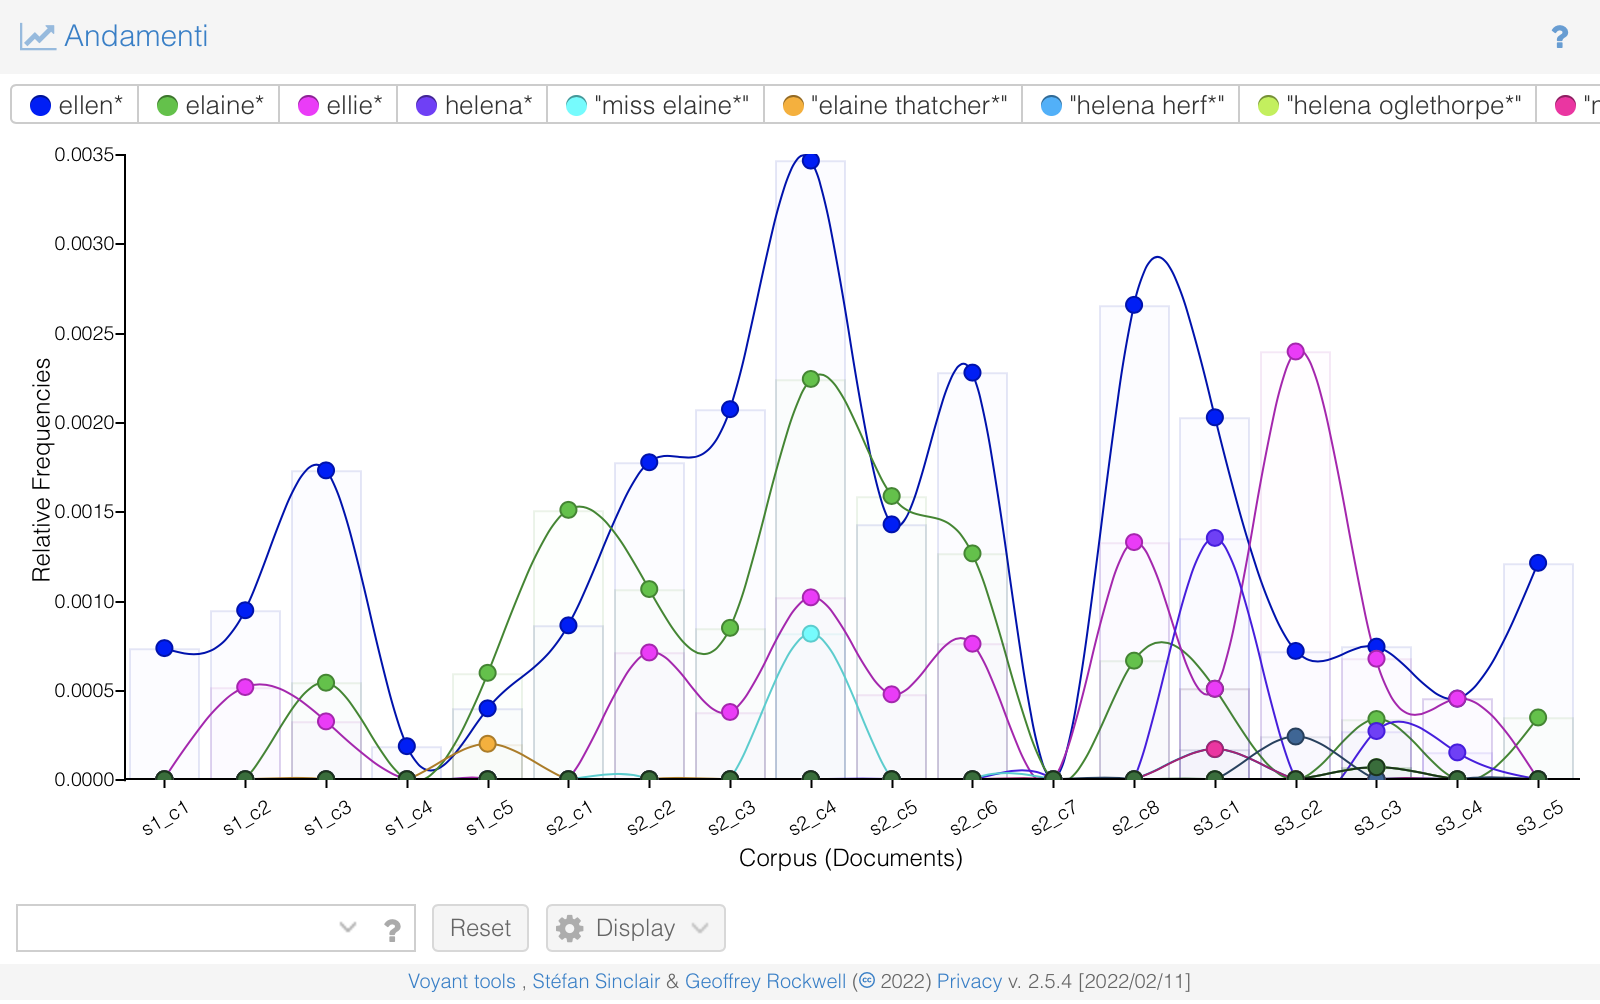 Andamenti ?
ellen* elaine* ellie* helena* "miss elaine*" "elaine thatcher*" "helena herf*" "helena oglethorpe*"
0.0035
0.0030
0.0025
0.0020
0.0015
0.0010
0.0005
0.0000
Relative Frequencies
s1_c1 s1_c2 s1_c3 s1_c4 s1_c5 s2_c1 s2_c2 s2_c3 s2_c4 s2_c5 s2_c6 s2_c7 s2_c8 s3_c1 s3_c2 s3_c3 s3_c4 s3_c5
Corpus (Documents)
? Reset Display
Voyant tools , Stéfan Sinclair & Geoffrey Rockwell (🅭 2022) Privacy v. 2.5.4 [2022/02/11]